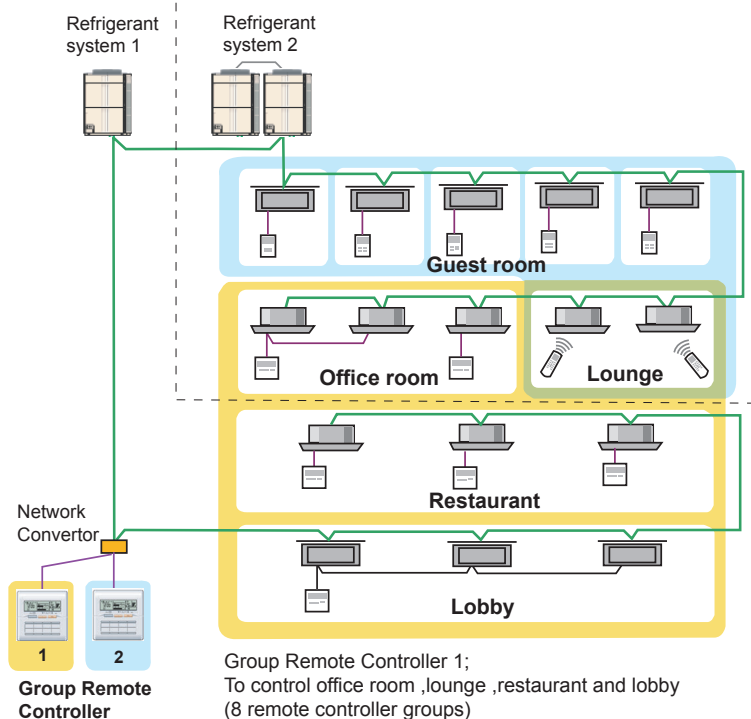 Refrigerant
system 1
Refrigerant
system 2
Guest room
Office room
Lounge
Restaurant
Network
Convertor
Lobby
1
2
Group Remote
Controller
Group Remote Controller 1;
To control office room ,lounge ,restaurant and lobby
(8 remote controller groups)